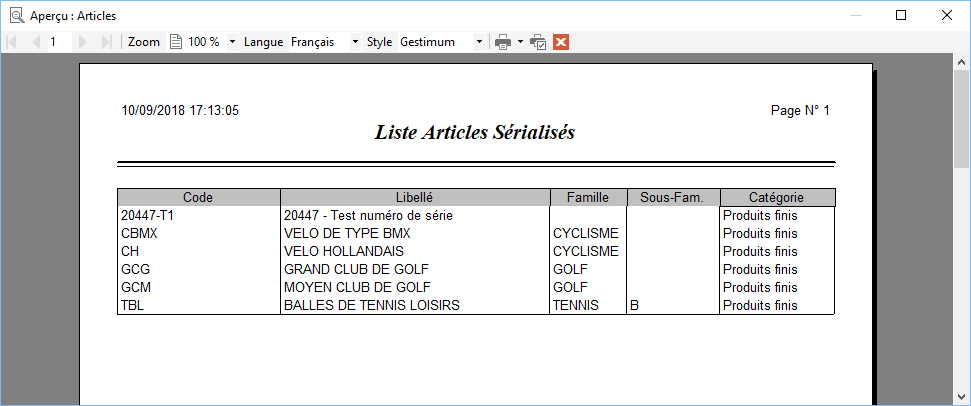 Aperçu : Articles
1 Zoom 100 % Langue Français Style Gestimum
10/09/2018 17:13:05 Page N° 1
Liste Articles Sérialisés
Code Libellé Famille Sous-Fam. Catégorie
20447-T1 20447 - Test numéro de série Produits finis
CBMX VELO DE TYPE BMX CYCLISME Produits finis
CH VELO HOLLANDAIS CYCLISME Produits finis
GCG GRAND CLUB DE GOLF GOLF Produits finis
GCM MOYEN CLUB DE GOLF GOLF Produits finis
TBL BALLES DE TENNIS LOISIRS TENNIS B Produits finis